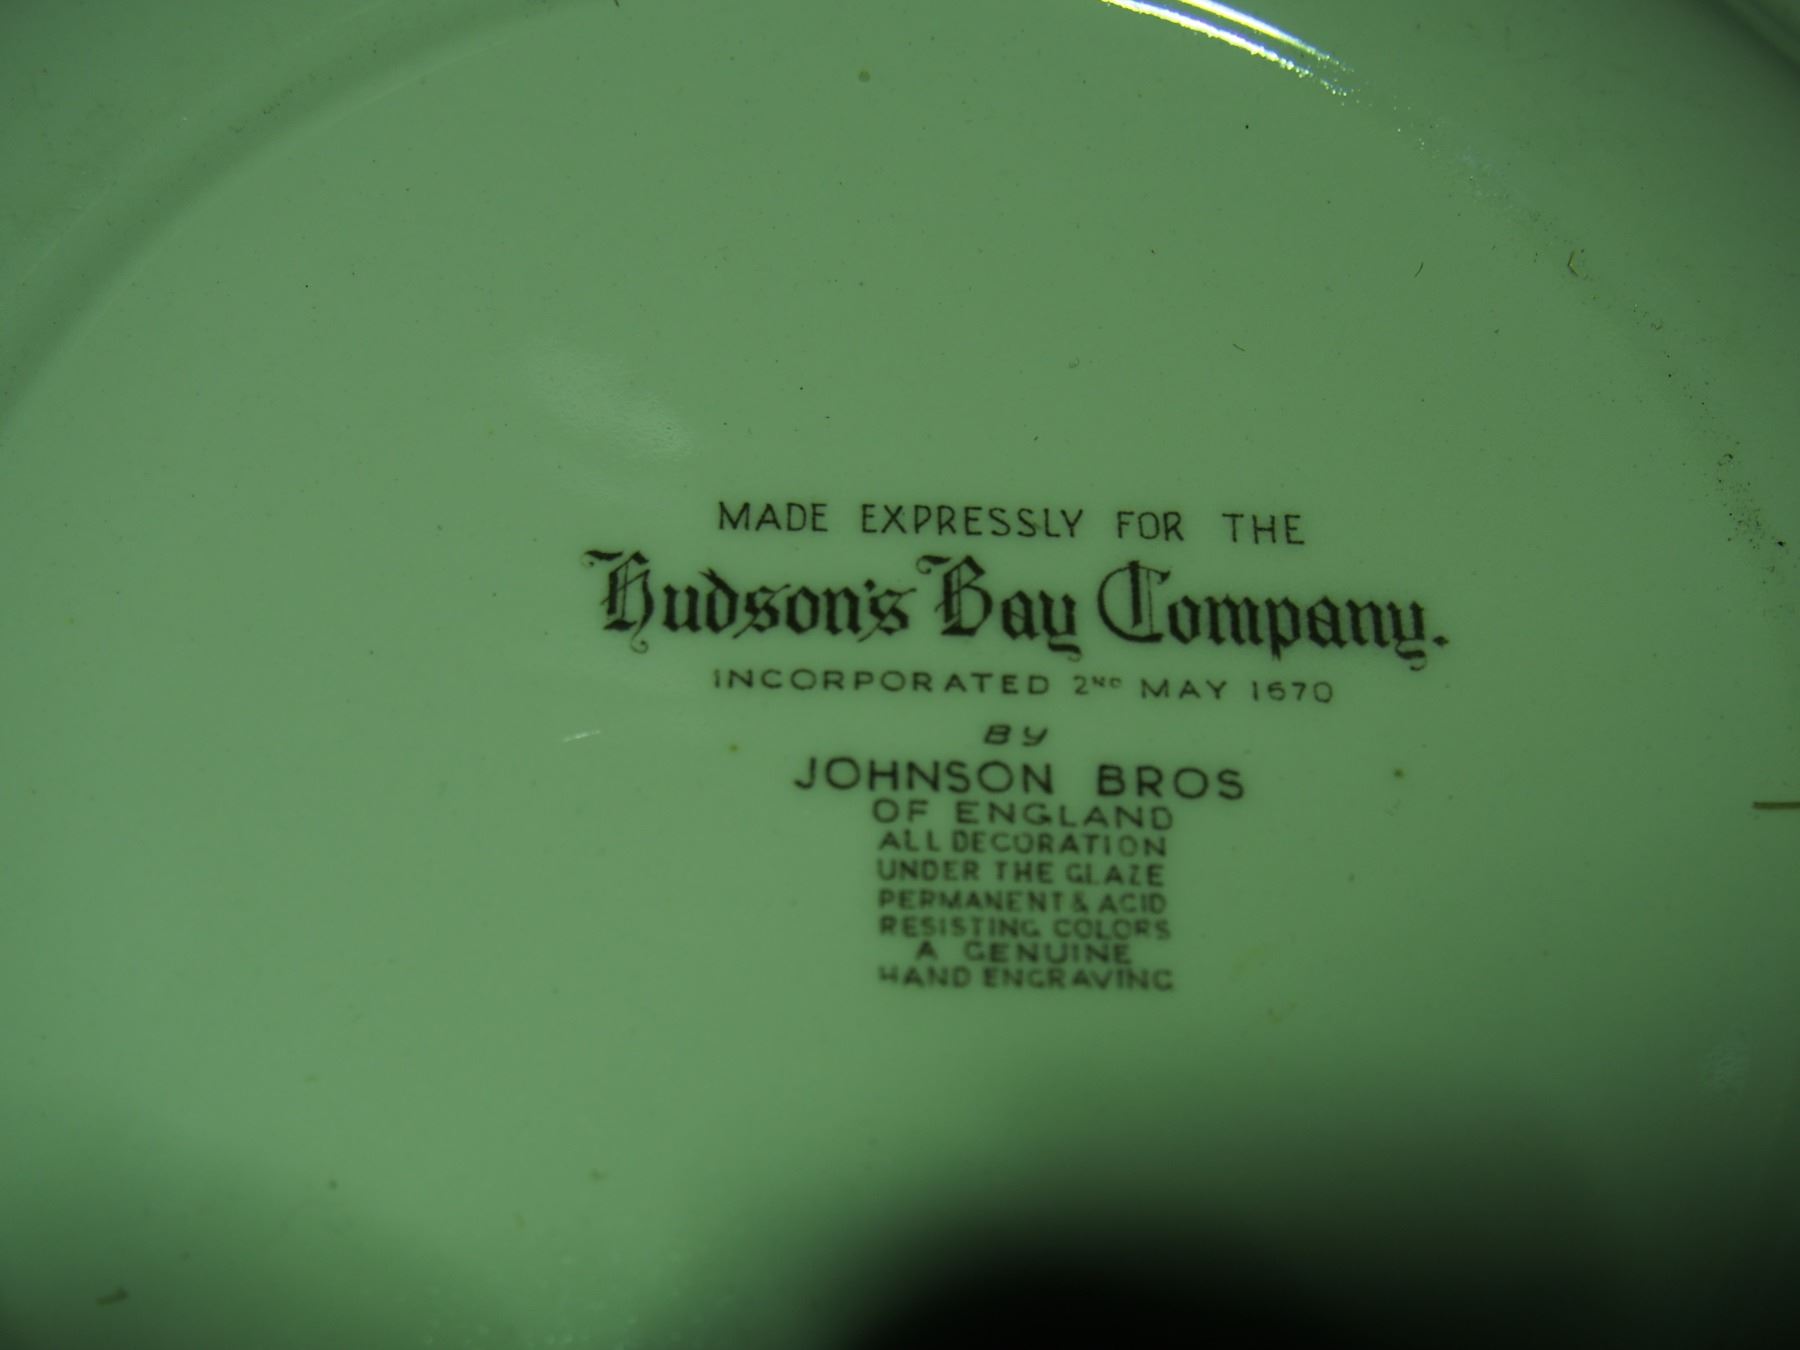 MADE EXPRESSLY FOR THE
Hudson's Bay Company.
INCORPORATED 2ND MAY 1670
BY
JOHNSON BROS
OF ENGLAND
ALL DECORATION
UNDER THE GLAZE
PERMANENT & ACID
RESISTING COLORS
A GENUINE
HAND ENGRAVING